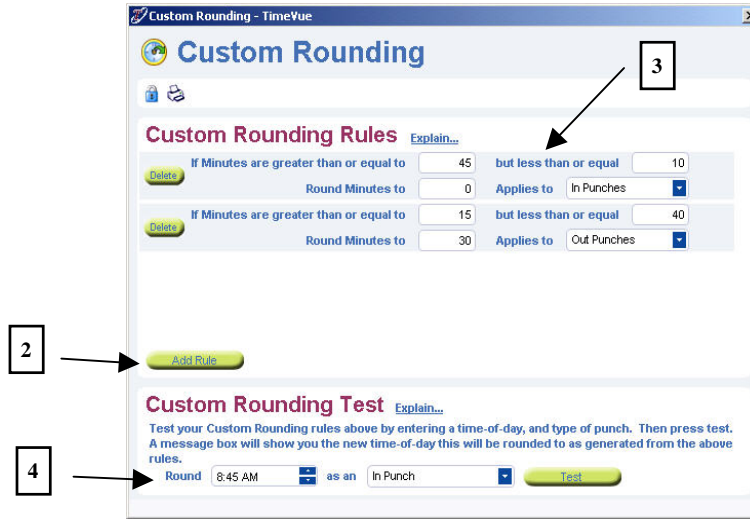 Custom Rounding - TimeVue
Custom Rounding
3
Custom Rounding Rules Explain...
If Minutes are greater than or equal to 45 but less than or equal 10
Delete
Round Minutes to 0 Applies to In Punches
If Minutes are greater than or equal to 15 but less than or equal 40
Delete
Round Minutes to 30 Applies to Out Punches
2
Add Rule
Custom Rounding Test Explain...
Test your Custom Rounding rules above by entering a time-of-day, and type of punch. Then press test.
A message box will show you the new time-of-day this will be rounded to as generated from the above
rules.
4
Round 8:45 AM as an In Punch Test